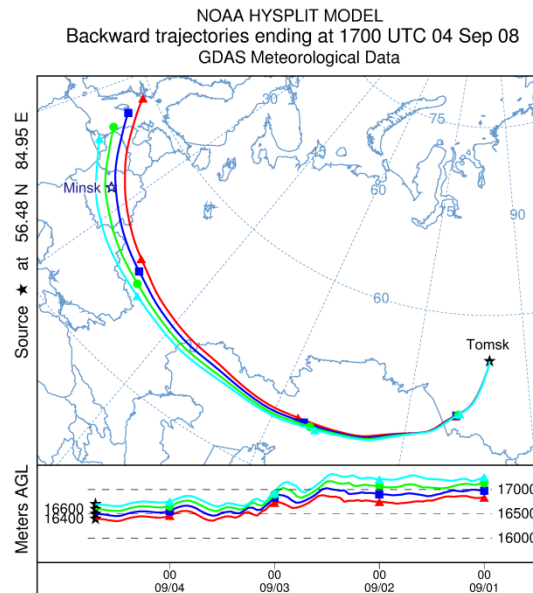 NOAA HYSPLIT MODEL
Backward trajectories ending at 1700 UTC 04 Sep 08
GDAS Meteorological Data
Source ★ at 56.48 N 84.95 E
30
75
Minsk
60
90
60
Tomsk
Meters AGL
17000
16600
16400
16500
16000
00 00 00 00
09/04 09/03 09/02 09/01